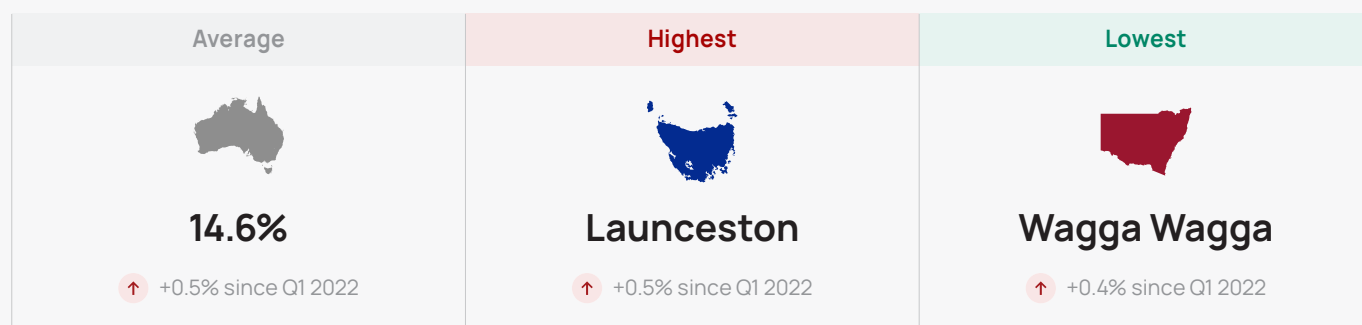 Average
Highest
Lowest
14.6%
Launceston
Wagga Wagga
+0.5% since Q1 2022
+0.5% since Q1 2022
+0.4% since Q1 2022